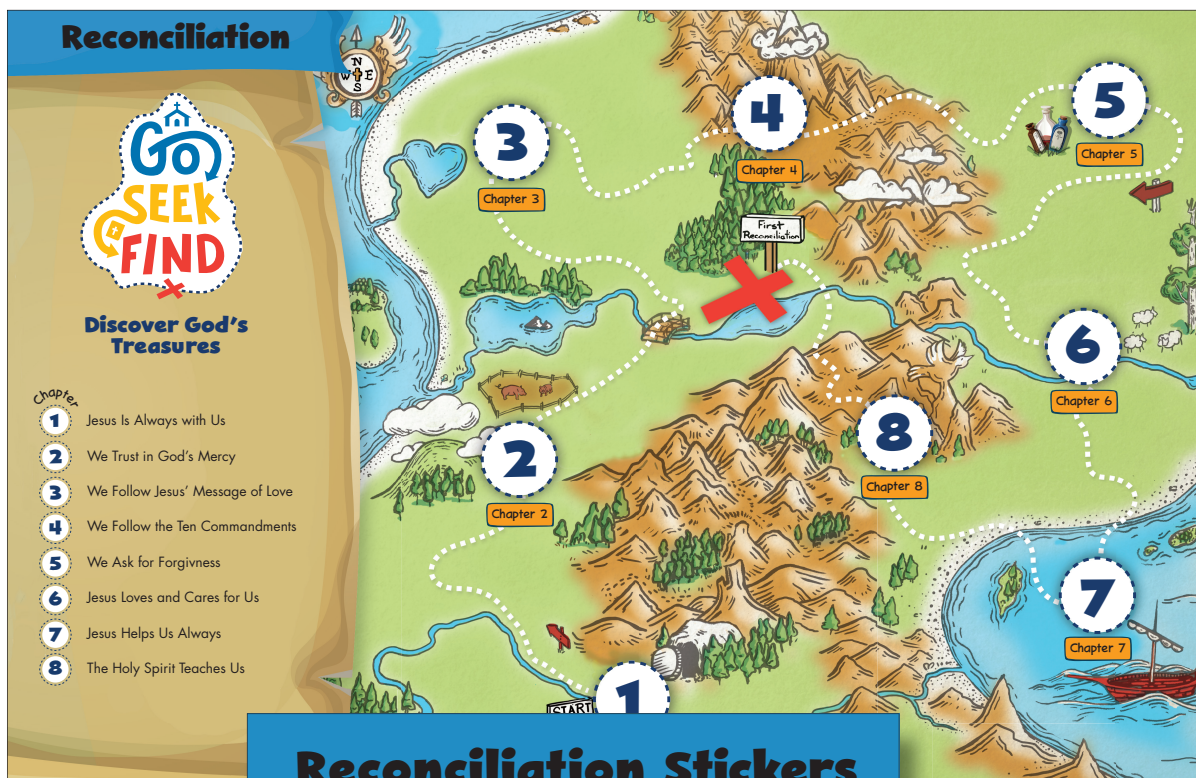 Reconciliation
N
W E
S
GO
SEEK
FIND
Discover God's
Treasures
Chapter
1 Jesus Is Always with Us
2 We Trust in God's Mercy
3 We Follow Jesus' Message of Love
4 We Follow the Ten Commandments
5 We Ask for Forgivness
6 Jesus Loves and Cares for Us
7 Jesus Helps Us Always
8 The Holy Spirit Teaches Us
3
Chapter 3
4
Chapter 4
5
Chapter 5
First
Reconciliation
6
Chapter 6
2
Chapter 2
8
Chapter 8
7
Chapter 7
START
1
Reconciliation Stickers